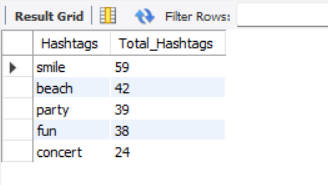 Result Grid Filter Rows:
Hashtags Total_Hashtags
smile 59
beach 42
party 39
fun 38
concert 24